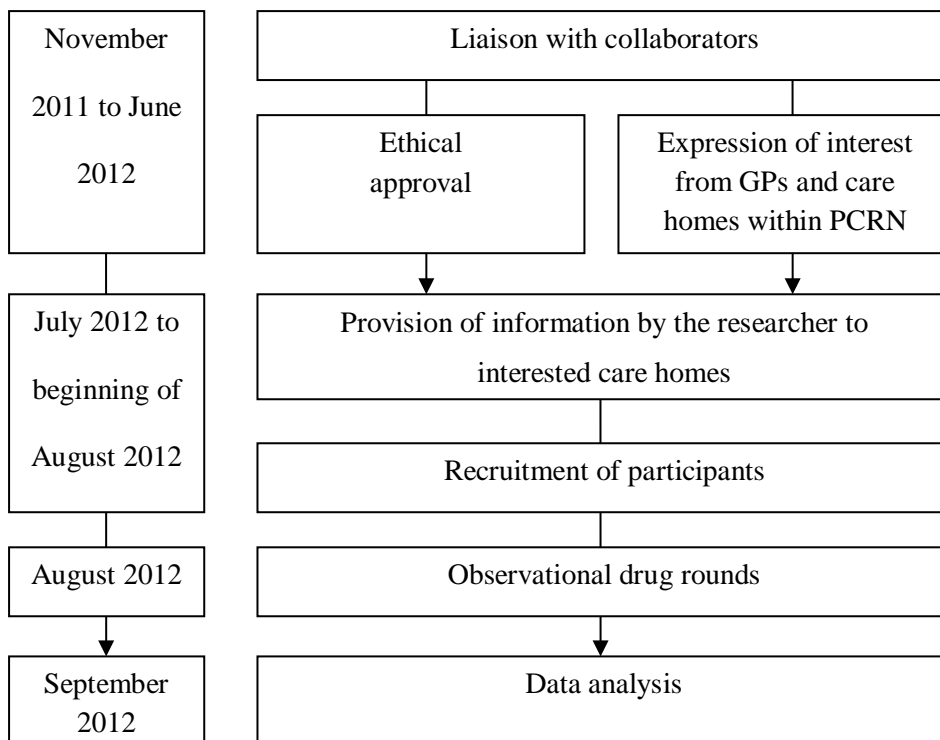 November
2011 to June
2012
Liaison with collaborators
Ethical
approval
Expression of interest
from GPs and care
homes within PCRN
July 2012 to
beginning of
August 2012
Provision of information by the researcher to
interested care homes
Recruitment of participants
August 2012
Observational drug rounds
September
2012
Data analysis